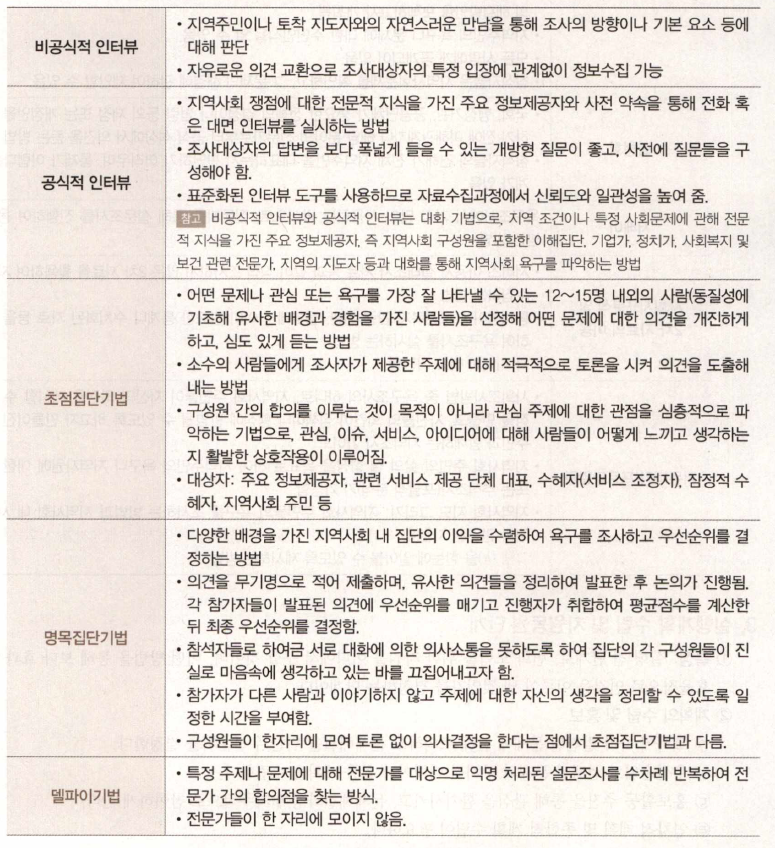 비공식적 인터뷰
• 지역주민이나 토착 지도자와의 자연스러운 만남을 통해 조사의 방향이나 기본 요소 등에
대해 판단
• 자유로운 의견 교환으로 조사대상자의 특정 입장에 관계없이 정보수집 가능
공식적 인터뷰
• 지역사회 쟁점에 대한 전문적 지식을 가진 주요 정보제공자와 사전 약속을 통해 전화 혹
은 대면 인터뷰를 실시하는 방법
• 조사대상자의 답변을 보다 폭넓게 들을 수 있는 개방형 질문이 좋고, 사전에 질문들을 구
성해야 함.
• 표준화된 인터뷰 도구를 사용하므로 자료수집과정에서 신뢰도와 일관성을 높여 줌.
참고 비공식적 인터뷰와 공식적 인터뷰는 대화 기법으로, 지역 조건이나 특정 사회문제에 관해 전문
적 지식을 가진 주요 정보제공자, 즉 지역사회 구성원을 포함한 이해집단, 기업가, 정치가, 사회복지 및
보건 관련 전문가, 지역의 지도자 등과 대화를 통해 지역사회 욕구를 파악하는 방법
초점집단기법
• 어떤 문제나 관심 또는 욕구를 가장 잘 나타낼 수 있는 12~15명 내외의 사람(동질성에
기초해 유사한 배경과 경험을 가진 사람들)을 선정해 어떤 문제에 대한 의견을 개진하게
하고, 심도 있게 듣는 방법
• 소수의 사람들에게 조사자가 제공한 주제에 대해 적극적으로 토론을 시켜 의견을 도출해
내는 방법
• 구성원 간의 합의를 이루는 것이 목적이 아니라 관심 주제에 대한 관점을 심층적으로 파
악하는 기법으로, 관심, 이슈, 서비스, 아이디어에 대해 사람들이 어떻게 느끼고 생각하는
지 활발한 상호작용이 이루어짐.
• 대상자: 주요 정보제공자, 관련 서비스 제공 단체 대표, 수혜자(서비스 조정자), 잠정적 수
혜자, 지역사회 주민 등
명목집단기법
• 다양한 배경을 가진 지역사회 내 집단의 이익을 수렴하여 욕구를 조사하고 우선순위를 결
정하는 방법
• 의견을 무기명으로 적어 제출하며, 유사한 의견들을 정리하여 발표한 후 논의가 진행됨.
각 참가자들이 발표된 의견에 우선순위를 매기고 진행자가 취합하여 평균점수를 계산한
뒤 최종 우선순위를 결정함.
• 참석자들로 하여금 서로 대화에 의한 의사소통을 못하도록 하여 집단의 각 구성원들이 진
실로 마음속에 생각하고 있는 바를 끄집어내고자 함.
• 참가자가 다른 사람과 이야기하지 않고 주제에 대한 자신의 생각을 정리할 수 있도록 일
정한 시간을 부여함.
• 구성원들이 한자리에 모여 토론 없이 의사결정을 한다는 점에서 초점집단기법과 다름.
델파이기법
• 특정 주제나 문제에 대해 전문가를 대상으로 익명 처리된 설문조사를 수차례 반복하여 전
문가 간의 합의점을 찾는 방식.
• 전문가들이 한 자리에 모이지 않음.